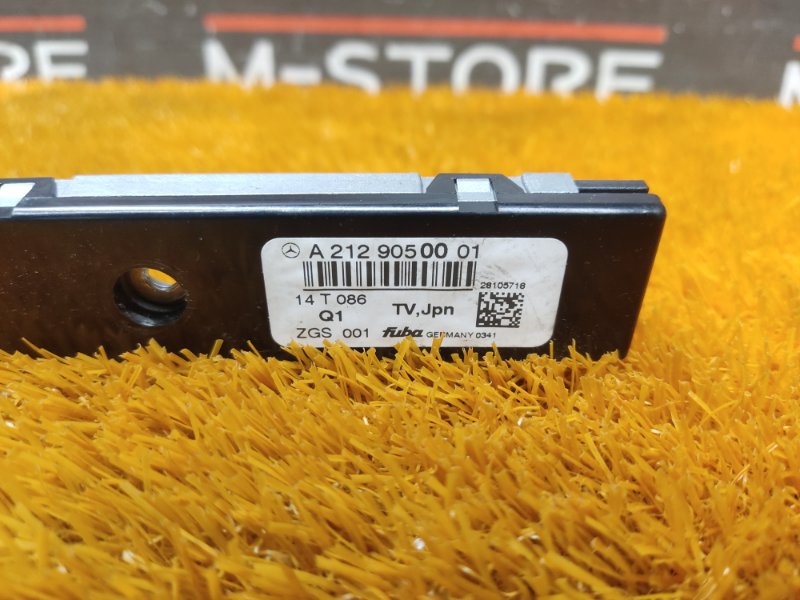 M-STORE
A 212 905 00 01
14 T 086 TV,Jpn 28105718
Q1
ZGS 001 fuba GERMANY 0341